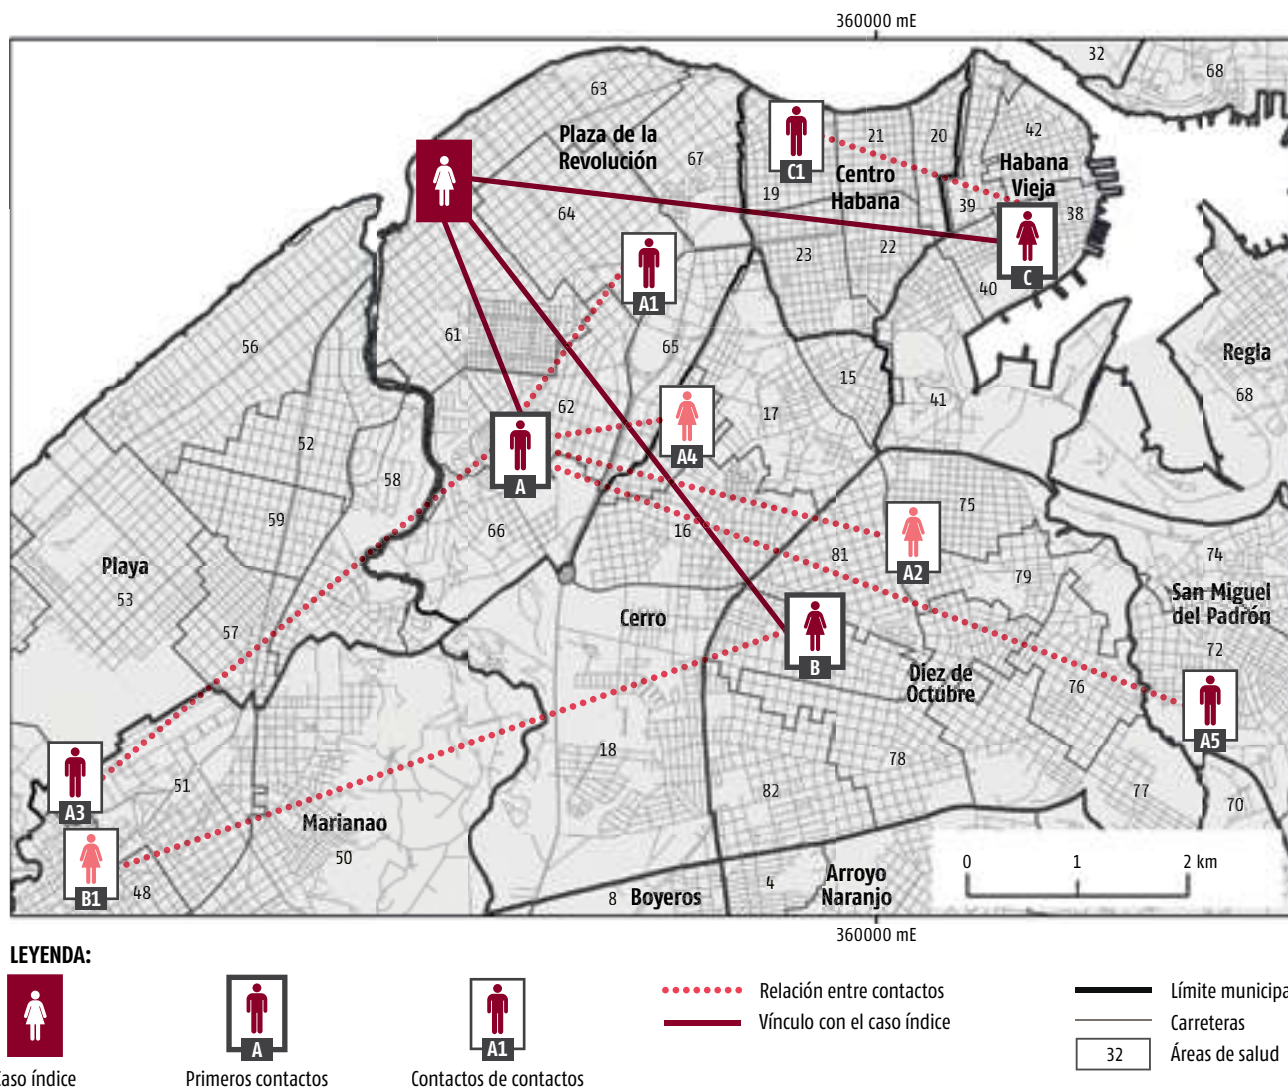 360000 mE
32
68
63
Plaza de la
Revolución
67
C1
21
20
42
Habana
Vieja
Centro
Habana
19
39
38
64
23
22
C
40
A1
61
65
56
Regla
68
15
41
62
17
52
A4
58
A
59
66
16
75
81
A2
79
74
Playa
53
57
Cerro
San Miguel
del Padrón
72
B
Diez de
Octubre
76
A5
18
78
51
A3
82
77
70
Marianao
50
B1
48
8
Boyeros
4
Arroyo
Naranjo
0
1
2 km
360000 mE
LEYENDA:
A
A1
Relación entre contactos
Vínculo con el caso índice
Límite municipa
Carreteras
32
Áreas de salud
Caso índice
Primeros contactos
Contactos de contactos